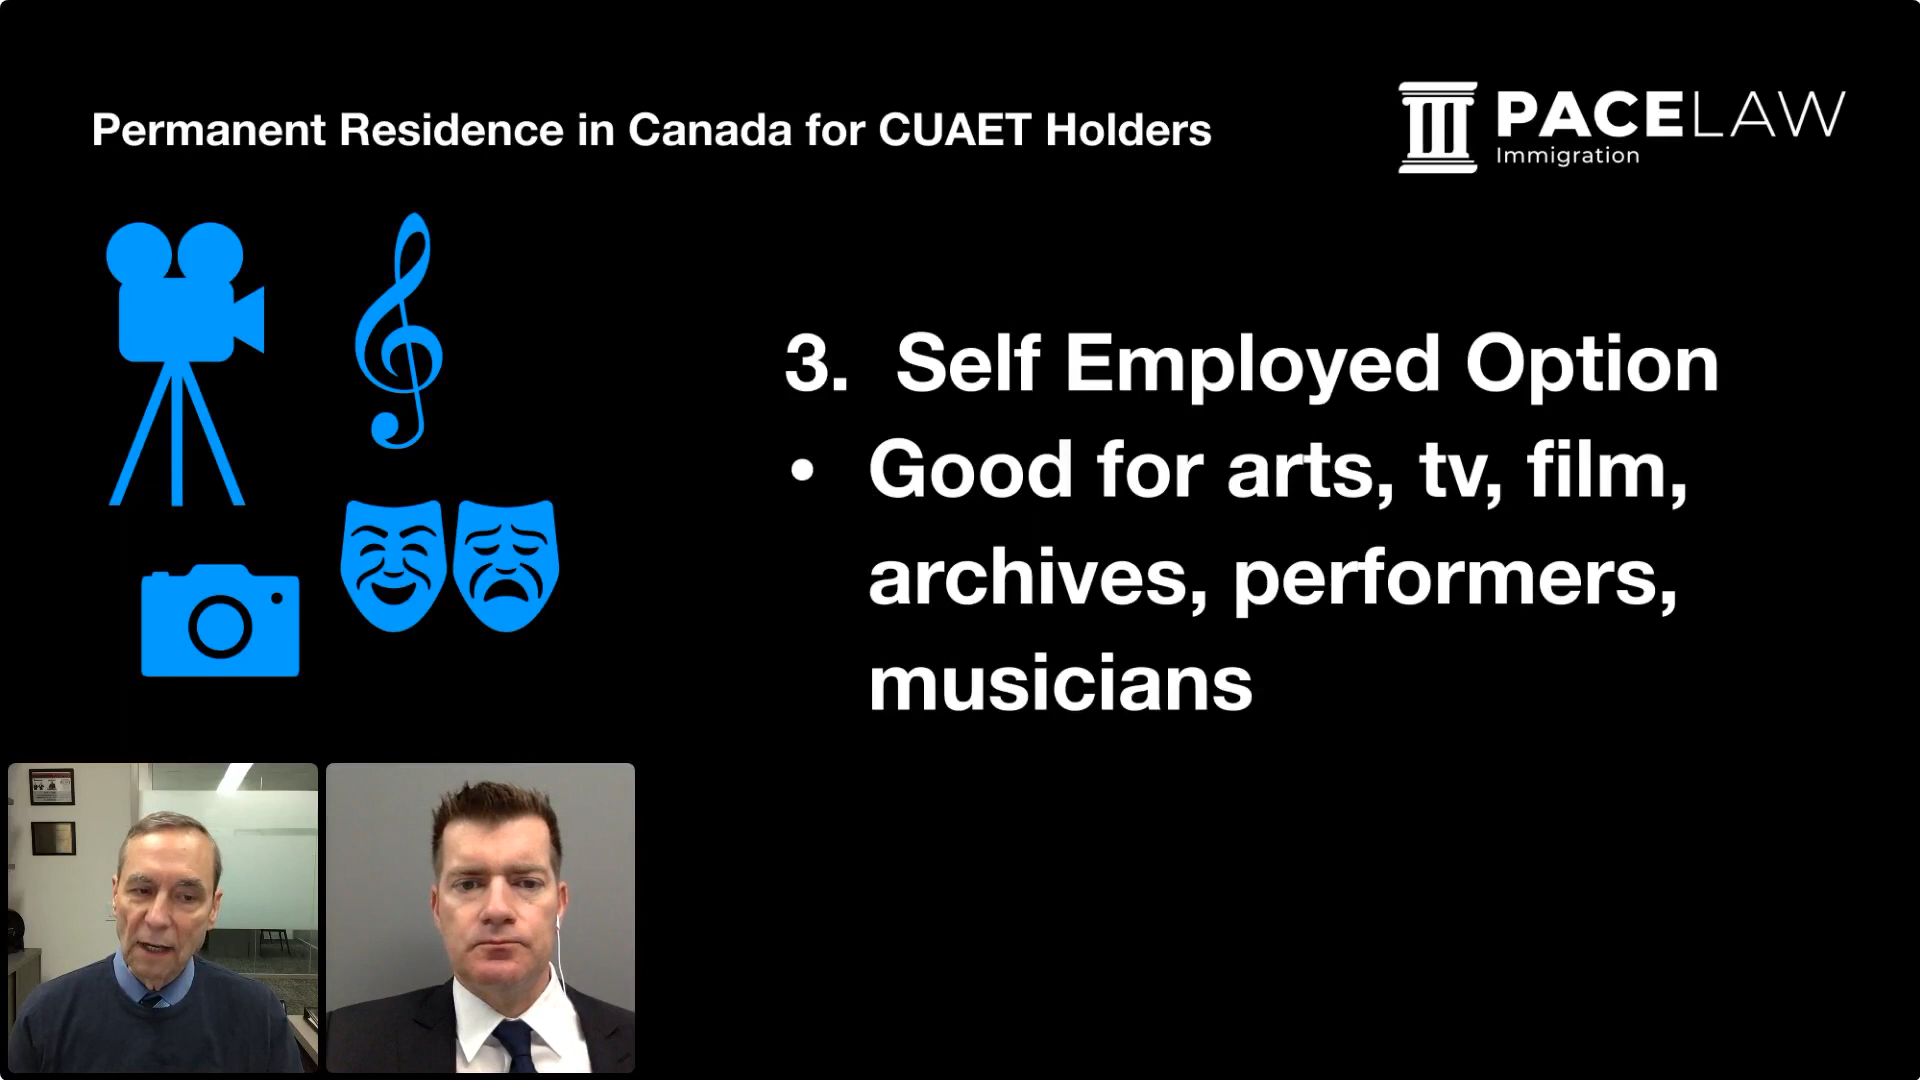 Permanent Residence in Canada for CUAET Holders
PACELAW
Immigration
3. Self Employed Option
• Good for arts, tv, film,
archives, performers,
musicians